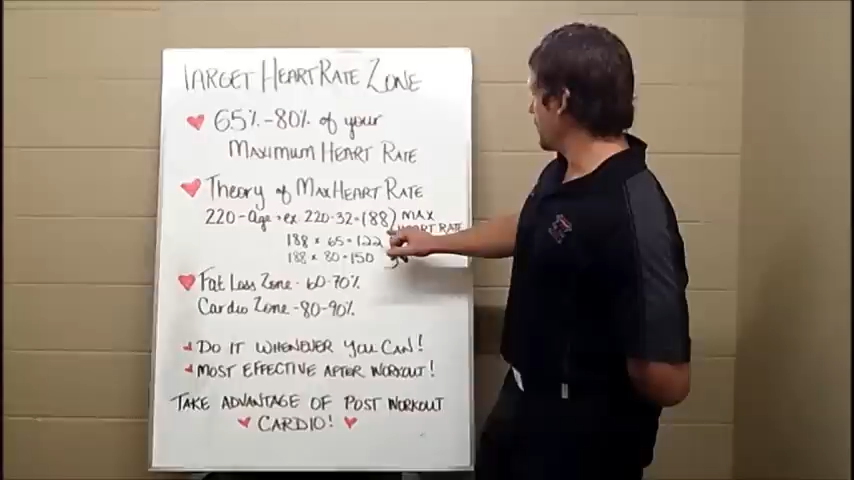 TARGET HEART RATE ZONE
65%-80% of your
MAXIMUM HEART RATE
Theory of MAX HEART RATE
220-Age · ex. 220-32=(188) MAX
HEART RATE
188 x 65=122
188 x 80=150
Fat Loss Zone - 60-70%
Cardio Zone - 80-90%
DO IT WHENEVER YOU CAN!
MOST EFFECTIVE AFTER WORKOUT!
TAKE ADVANTAGE OF POST WORKOUT
CARDIO!